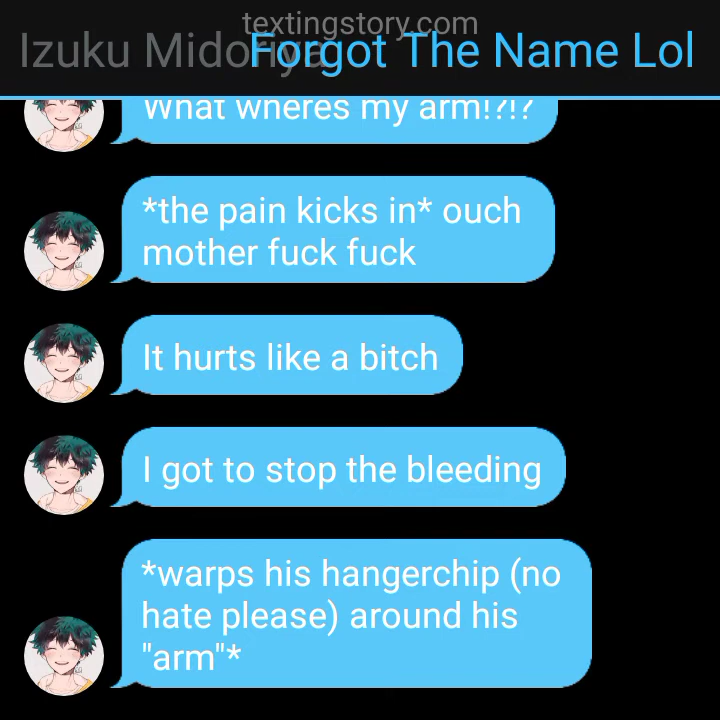 textingstory.com
Izuku Midoriya
Forgot The Name Lol
What wheres my arm!?!?
*the pain kicks in* ouch
mother fuck fuck
It hurts like a bitch
I got to stop the bleeding
*warps his hangerchip (no
hate please) around his
"arm"*